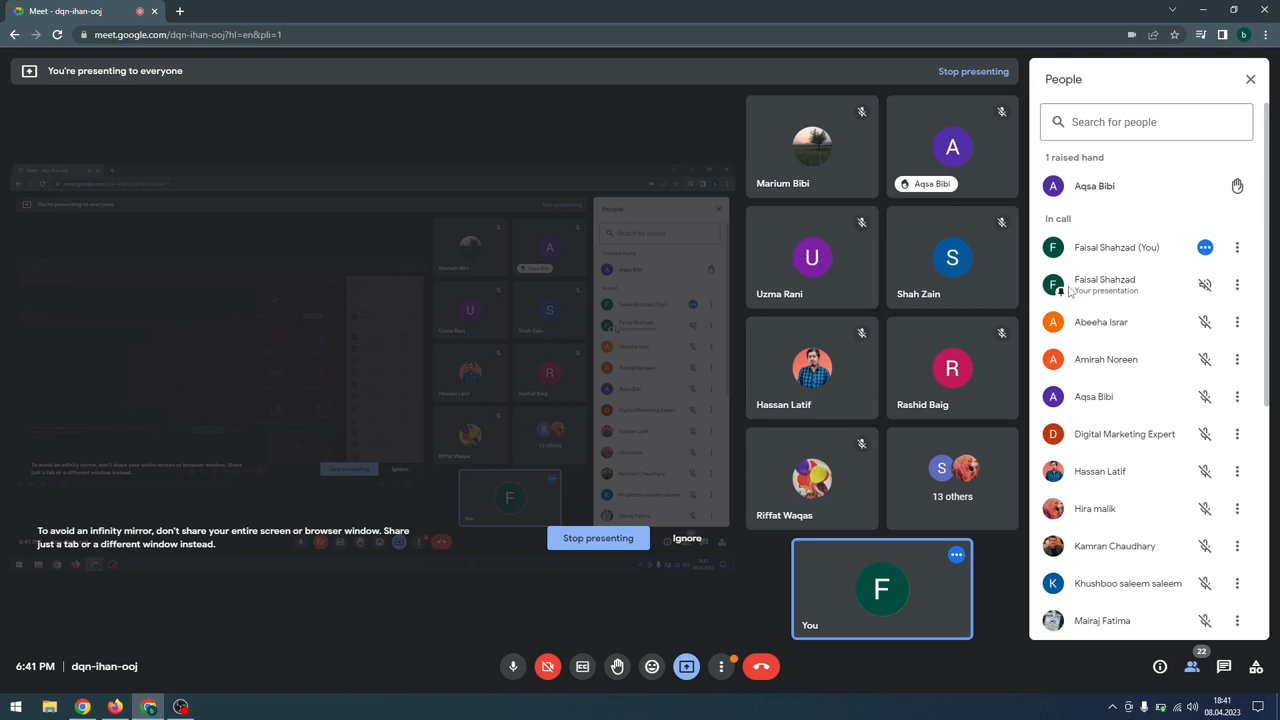 Meet - dqn-ihan-ooj
meet.google.com/dqn-ihan-ooj?hl=en&pli=1
b
You're presenting to everyone
Stop presenting
Marium Bibi
A
Aqsa Bibi
U
Uzma Rani
S
Shah Zain
Hassan Latif
R
Rashid Baig
Riffat Waqas
S
13 others
F
You
People
Search for people
1 raised hand
A
Aqsa Bibi
In call
F
Faisal Shahzad (You)
F
Faisal Shahzad
Your presentation
A
Abeeha Israr
A
Amirah Noreen
A
Aqsa Bibi
D
Digital Marketing Expert
Hassan Latif
Hira malik
Kamran Chaudhary
K
Khushboo saleem saleem
Mairaj Fatima
To avoid an infinity mirror, don't share your entire screen or browser window. Share
just a tab or a different window instead.
Stop presenting
Ignore
6:41 PM | dqn-ihan-ooj
22
18:41
08.04.2023